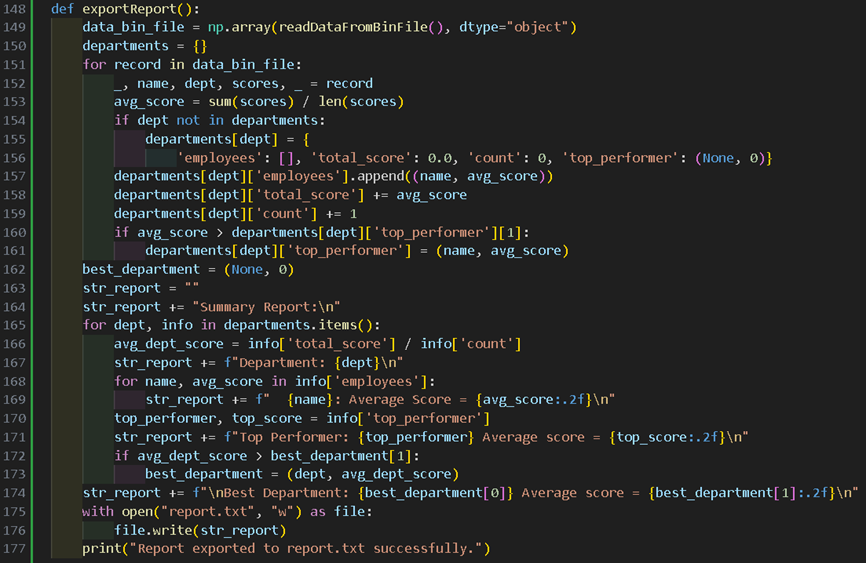 148 def exportReport():
149     data_bin_file = np.array(readDataFromBinFile(), dtype="object")
150     departments = {}
151     for record in data_bin_file:
152         _, name, dept, scores, _ = record
153         avg_score = sum(scores) / len(scores)
154         if dept not in departments:
155             departments[dept] = {
156                 'employees': [], 'total_score': 0.0, 'count': 0, 'top_performer': (None, 0)}
157         departments[dept]['employees'].append((name, avg_score))
158         departments[dept]['total_score'] += avg_score
159         departments[dept]['count'] += 1
160         if avg_score > departments[dept]['top_performer'][1]:
161             departments[dept]['top_performer'] = (name, avg_score)
162     best_department = (None, 0)
163     str_report = ""
164     str_report += "Summary Report:\n"
165     for dept, info in departments.items():
166         avg_dept_score = info['total_score'] / info['count']
167         str_report += f"Department: {dept}\n"
168         for name, avg_score in info['employees']:
169             str_report += f"  {name}: Average Score = {avg_score:.2f}\n"
170         top_performer, top_score = info['top_performer']
171         str_report += f"Top Performer: {top_performer} Average score = {top_score:.2f}\n"
172         if avg_dept_score > best_department[1]:
173             best_department = (dept, avg_dept_score)
174     str_report += f"\nBest Department: {best_department[0]} Average score = {best_department[1]:.2f}\n"
175     with open("report.txt", "w") as file:
176         file.write(str_report)
177     print("Report exported to report.txt successfully.")